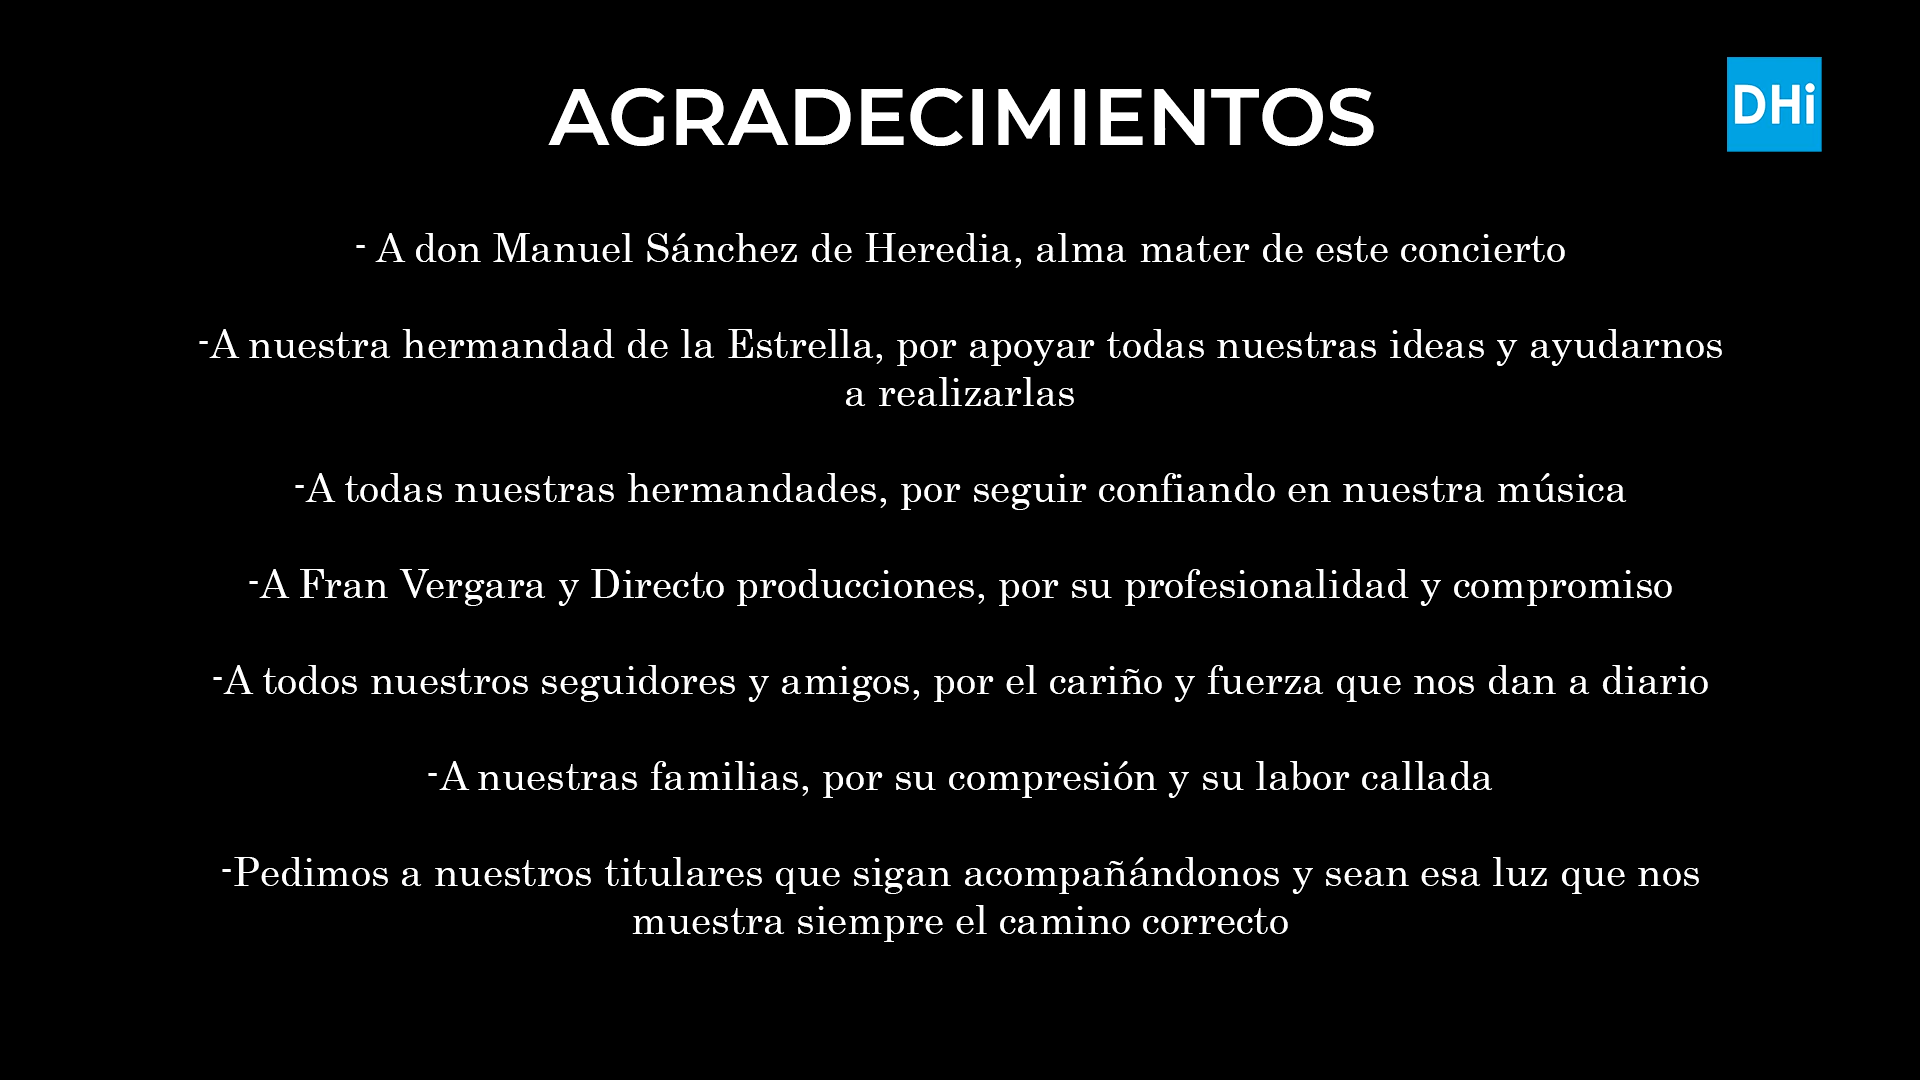 AGRADECIMIENTOS
DHi
- A don Manuel Sánchez de Heredia, alma mater de este concierto
-A nuestra hermandad de la Estrella, por apoyar todas nuestras ideas y ayudarnos
a realizarlas
-A todas nuestras hermandades, por seguir confiando en nuestra música
-A Fran Vergara y Directo producciones, por su profesionalidad y compromiso
-A todos nuestros seguidores y amigos, por el cariño y fuerza que nos dan a diario
-A nuestras familias, por su compresión y su labor callada
-Pedimos a nuestros titulares que sigan acompañándonos y sean esa luz que nos
muestra siempre el camino correcto